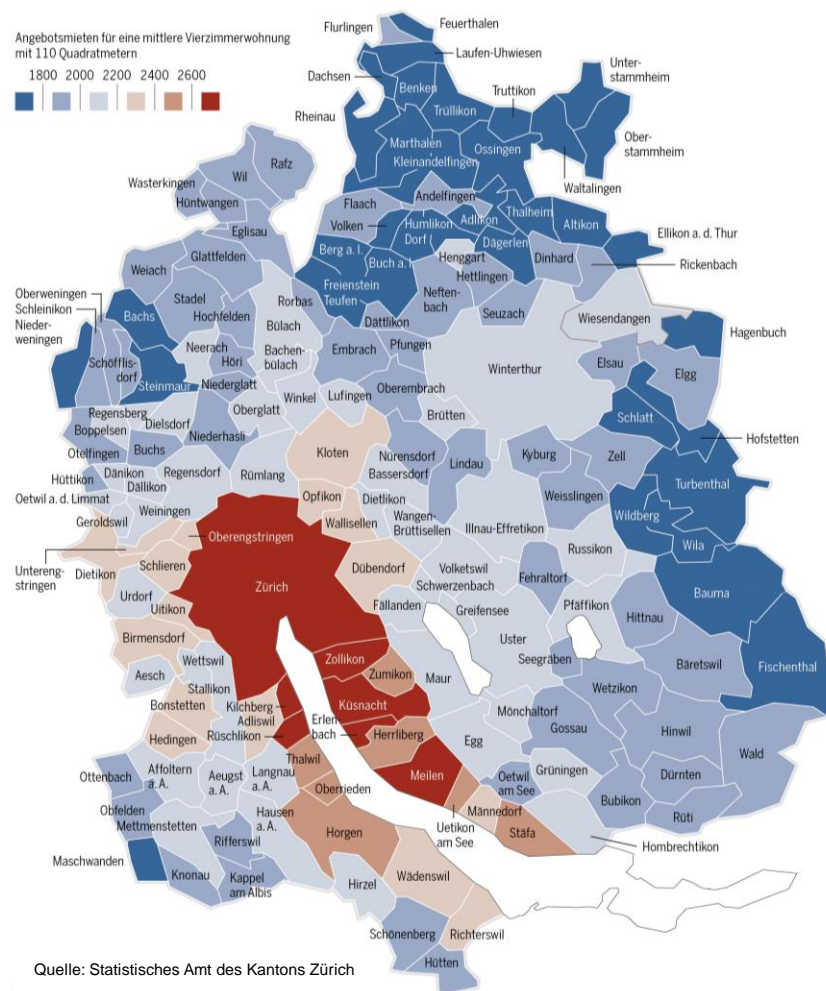 Angebotsmieten für eine mittlere Vierzimmerwohnung
mit 110 Quadratmetern
1800 2000 2200 2400 2600
Flurlingen
Feuerthalen
Laufen-Uhwiesen
Dachsen
Benken
Truttikon
Unter-
stammheim
Rheinau
Trüllikon
Marthalen
Ossingen
Ober-
stammheim
Kleinandelfingen
Waltalingen
Wil
Rafz
Wasterkingen
Hüntwangen
Andelfingen
Flaach
Volken
Humlikon
Adlikon
Thalheim
Altikon
Dorf
Dägerlen
Ellikon a. d. Thur
Eglisau
Glattfelden
Weiach
Berg a. I.
Buch a. I
Henggart
Hettlingen
Dinhard
Rickenbach
Oberweningen
Schleinikon
Nieder-
weningen
Bachs
Stadel
Hochfelden
Rorbas
Freienstein
Teufen
Neften-
bach
Seuzach
Wiesendangen
Bülach
Dättlikon
Hagenbuch
Schöfflis-
dorf
Neerach
Höri
Bachen-
bülach
Embrach
Pfungen
Winterthur
Elsau
Elgg
Steinmaur
Niederglatt
Winkel
Lufingen
Oberembrach
Regensberg
Dielsdorf
Oberglatt
Brütten
Schlatt
Hofstetten
Boppelsen
Niederhasli
Kloten
Otelfingen
Buchs
Nürensdorf
Bassersdorf
Lindau
Kyburg
Zell
Hüttikon
Dänikon
Dällikon
Regensdorf
Rümlang
Opfikon
Dietlikon
Weisslingen
Turbenthal
Oetwil a. d. Limmat
Weiningen
Wallisellen
Wangen-
Brüttisellen
Illnau-Effretikon
Wildberg
Geroldswil
Oberengstringen
Russikon
Wila
Untereng-
stringen
Dietikon
Schlieren
Dübendorf
Volketswil
Schwerzenbach
Fehraltorf
Bauma
Zürich
Urdorf
Uitikon
Fällanden
Greifensee
Pfäffikon
Hittnau
Birmensdorf
Uster
Seegräben
Bäretswil
Fischenthal
Zollikon
Aesch
Wettswil
Zumikon
Maur
Wetzikon
Stallikon
Bonstetten
Kilchberg
Adliswil
Küsnacht
Mönchaltorf
Gossau
Hinwil
Wald
Hedingen
Rüschlikon
Erlen-
bach
Herrliberg
Egg
Grüningen
Thalwil
Meilen
Oetwil
am See
Dürnten
Ottenbach
Affoltern
a. A.
Aeugst
a. A.
Langnau
a. A.
Oberrieden
Bubikon
Rüti
Obfelden
Mettmenstetten
Hausen
a. A.
Horgen
Uetikon
am See
Männedorf
Stäfa
Hombrechtikon
Rifferswil
Maschwanden
Knonau
Kappel
am Albis
Hirzel
Wädenswil
Schönenberg
Richterswil
Hütten
Quelle: Statistisches Amt des Kantons Zürich